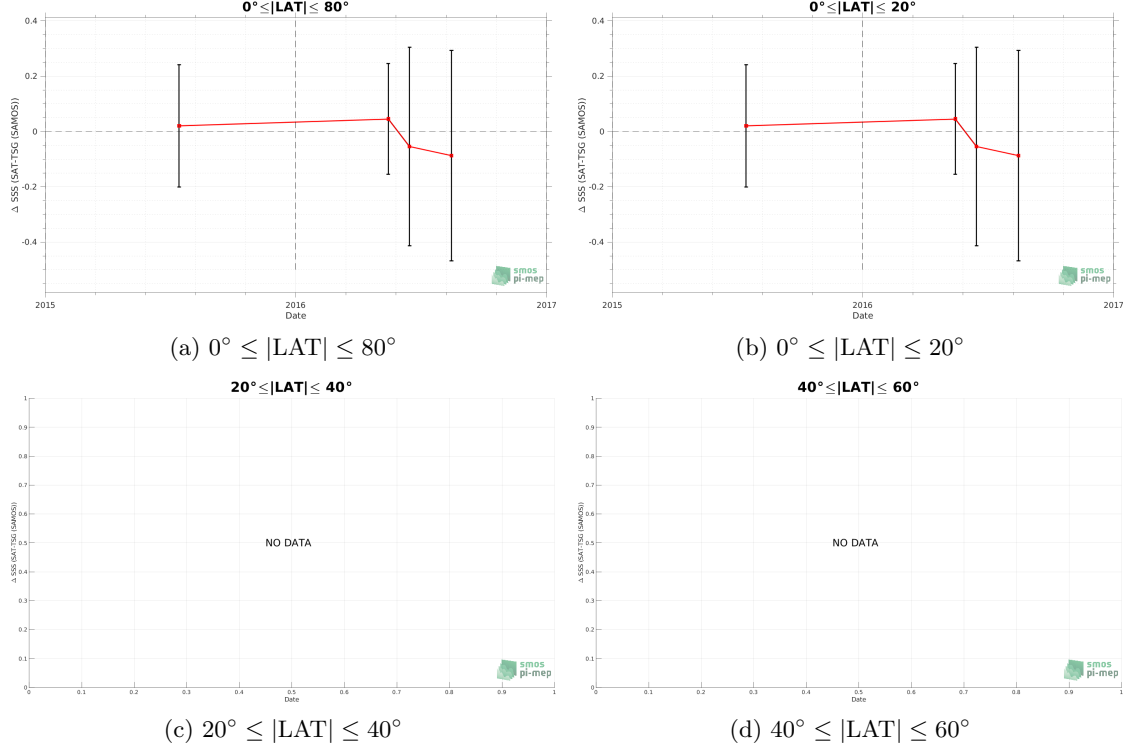 0°≤|LAT|≤ 80°
0.4
0.2
0
-0.2
-0.4
Δ SSS (SAT-TSG (SAMOS))
smos
pi-mep
2015
2016
2017
Date
(a) 0° ≤ |LAT| ≤ 80°
0°≤|LAT|≤ 20°
0.4
0.2
0
-0.2
-0.4
Δ SSS (SAT-TSG (SAMOS))
smos
pi-mep
2015
2016
2017
Date
(b) 0° ≤ |LAT| ≤ 20°
20°≤|LAT|≤ 40°
1
0.9
0.8
0.7
0.6
0.5
0.4
0.3
0.2
0.1
0
Δ SSS (SAT-TSG (SAMOS))
NO DATA
smos
pi-mep
0 0.1 0.2 0.3 0.4 0.5 0.6 0.7 0.8 0.9 1
Date
(c) 20° ≤ |LAT| ≤ 40°
40°≤|LAT|≤ 60°
1
0.9
0.8
0.7
0.6
0.5
0.4
0.3
0.2
0.1
0
Δ SSS (SAT-TSG (SAMOS))
NO DATA
smos
pi-mep
0 0.1 0.2 0.3 0.4 0.5 0.6 0.7 0.8 0.9 1
Date
(d) 40° ≤ |LAT| ≤ 60°